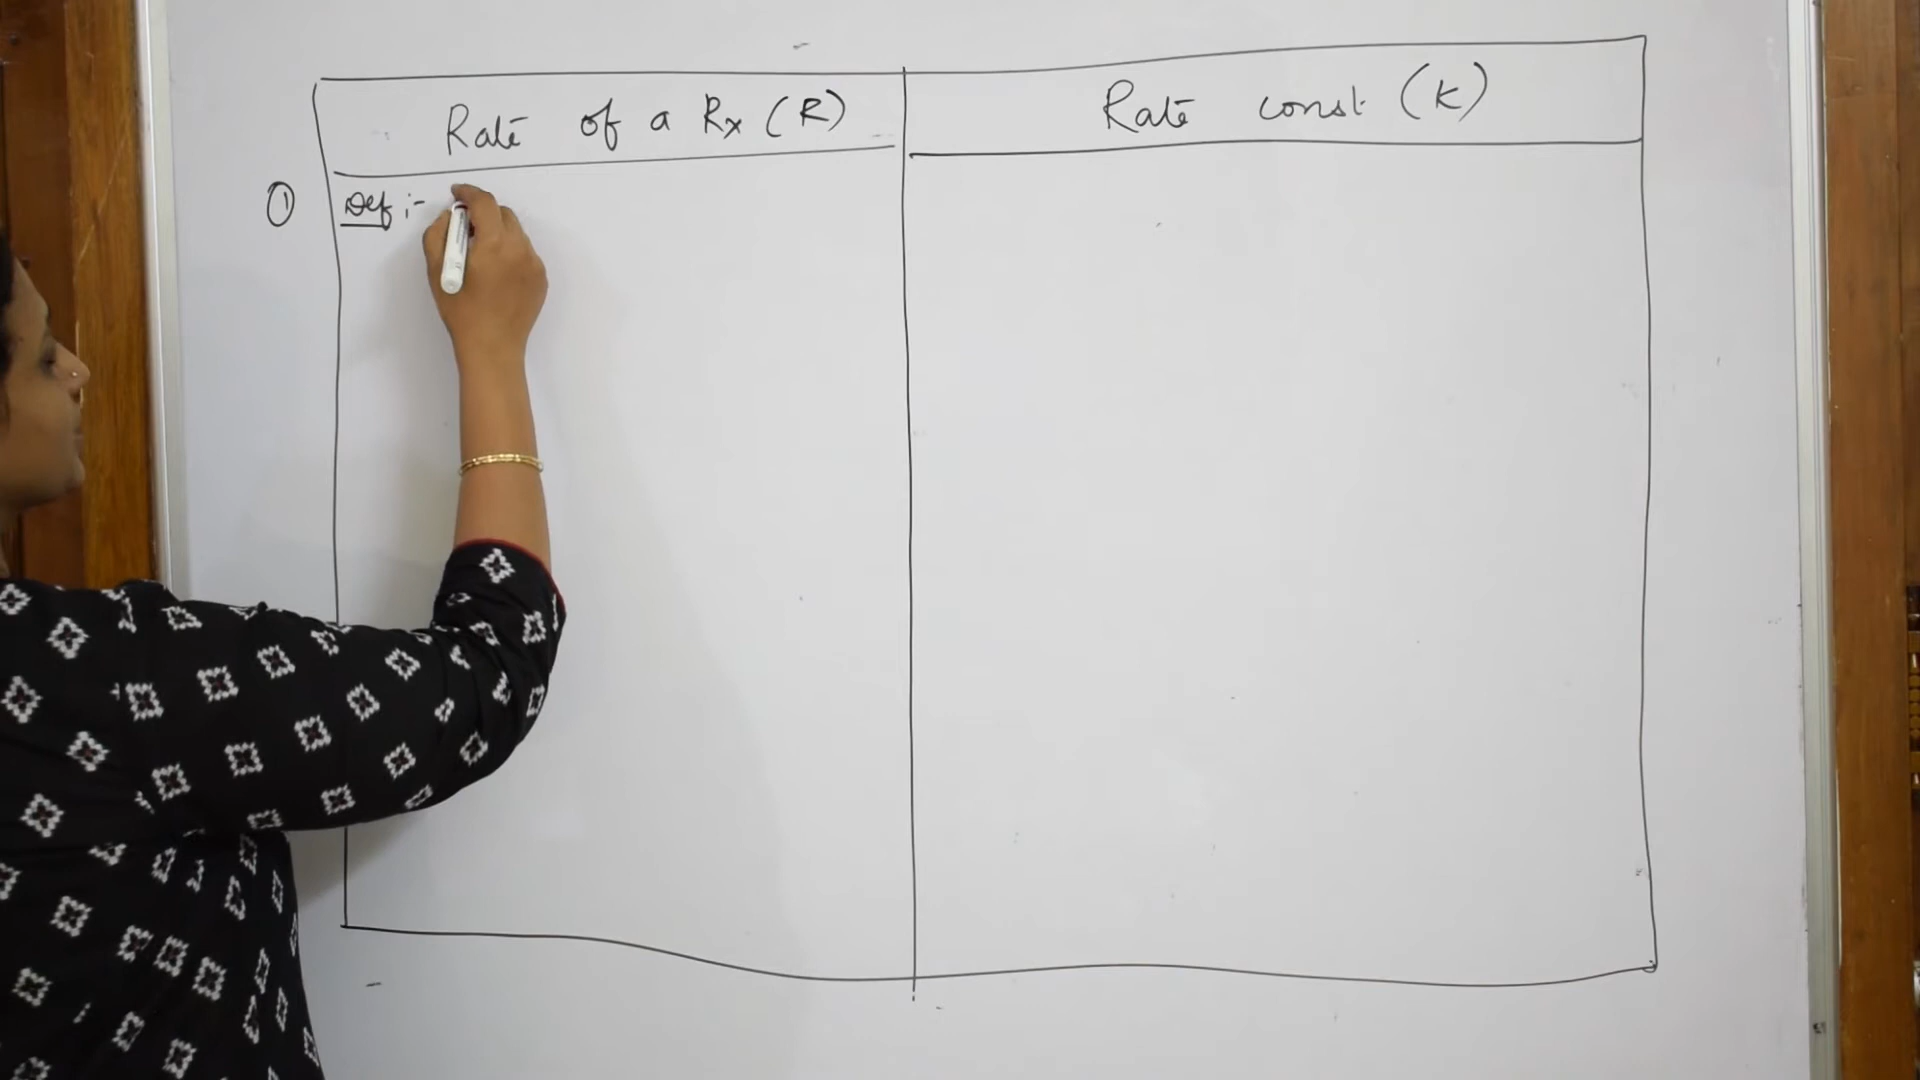 Rate of a Rx (R)
Rate const (k)
① Def :-